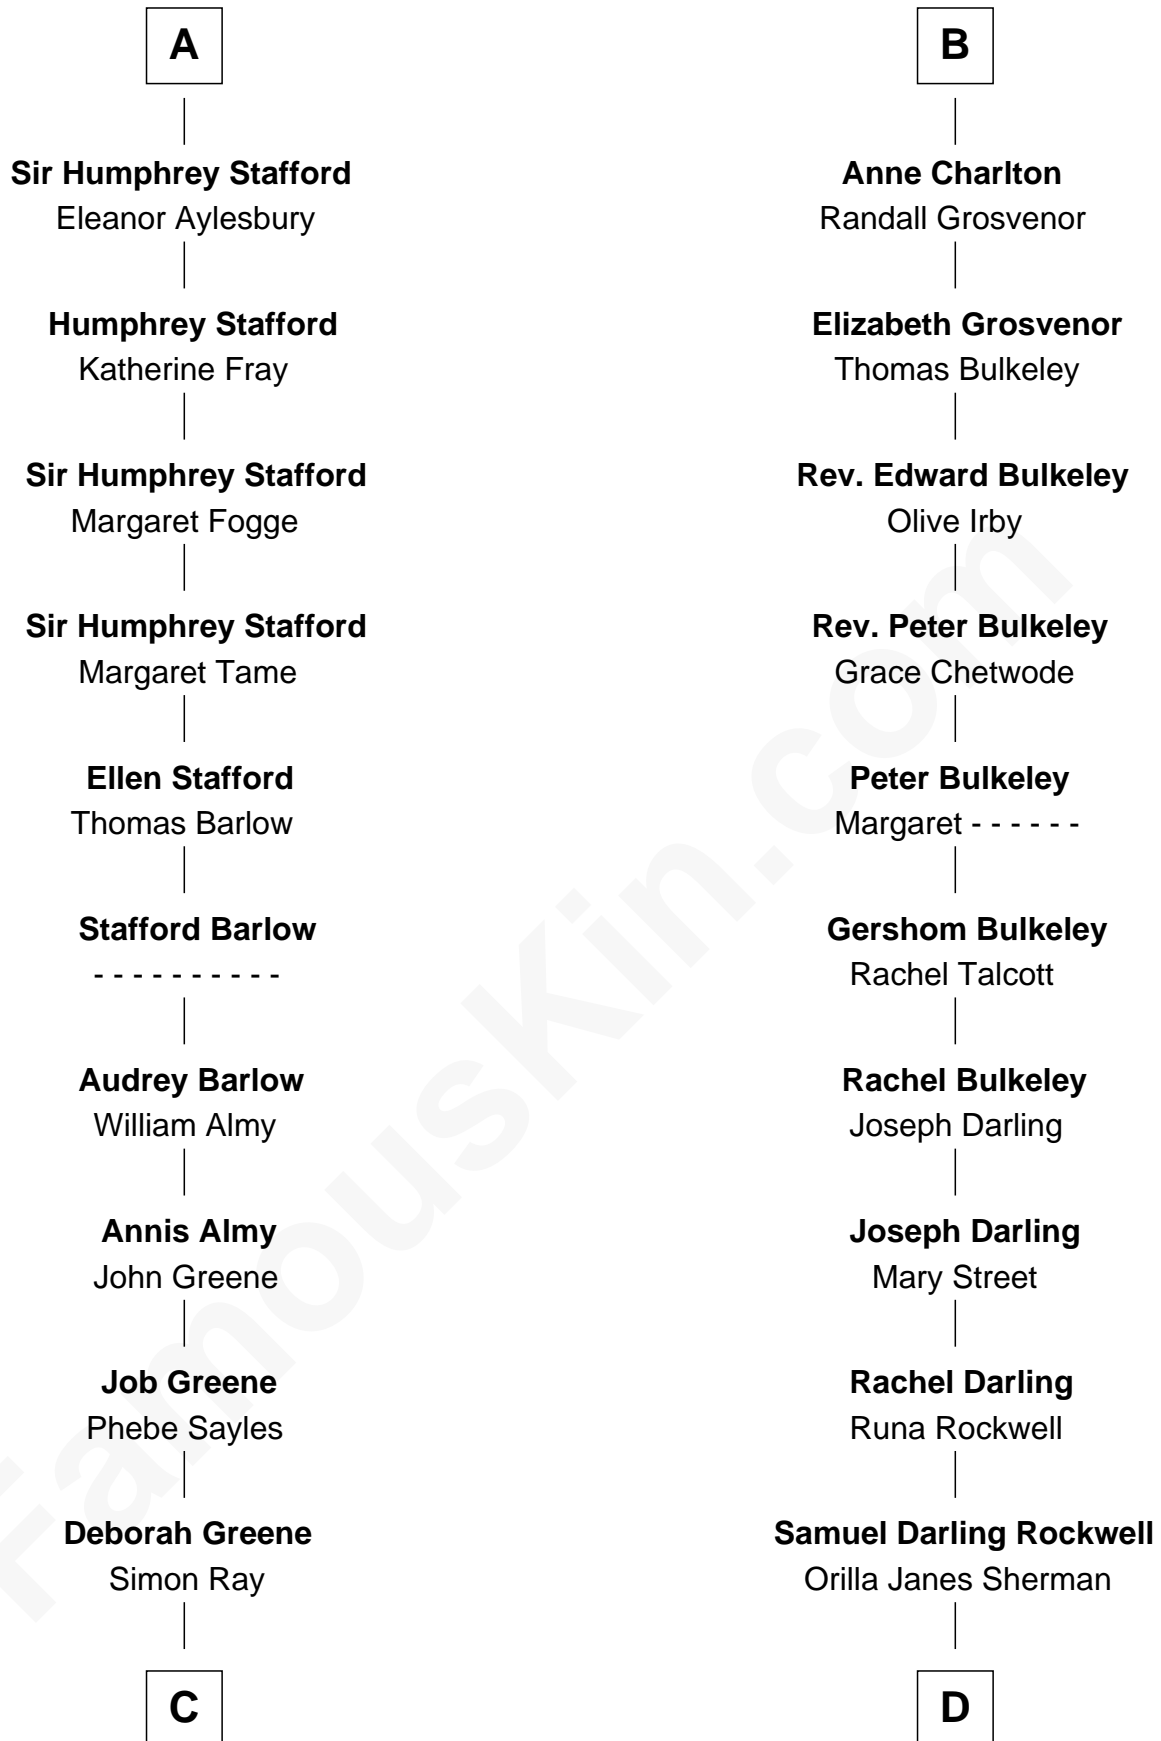 A
Sir Humphrey Stafford
Eleanor Aylesbury
Humphrey Stafford
Katherine Fray
Sir Humphrey Stafford
Margaret Fogge
Sir Humphrey Stafford
Margaret Tame
Ellen Stafford
Thomas Barlow
Stafford Barlow
- - - - - - - - - -
Audrey Barlow
William Almy
Annis Almy
John Greene
Job Greene
Phebe Sayles
Deborah Greene
Simon Ray
C
B
Anne Charlton
Randall Grosvenor
Elizabeth Grosvenor
Thomas Bulkeley
Rev. Edward Bulkeley
Olive Irby
Rev. Peter Bulkeley
Grace Chetwode
Peter Bulkeley
Margaret - - - - - -
Gershom Bulkeley
Rachel Talcott
Rachel Bulkeley
Joseph Darling
Joseph Darling
Mary Street
Rachel Darling
Runa Rockwell
Samuel Darling Rockwell
Orilla Janes Sherman
D
FamousKin.com